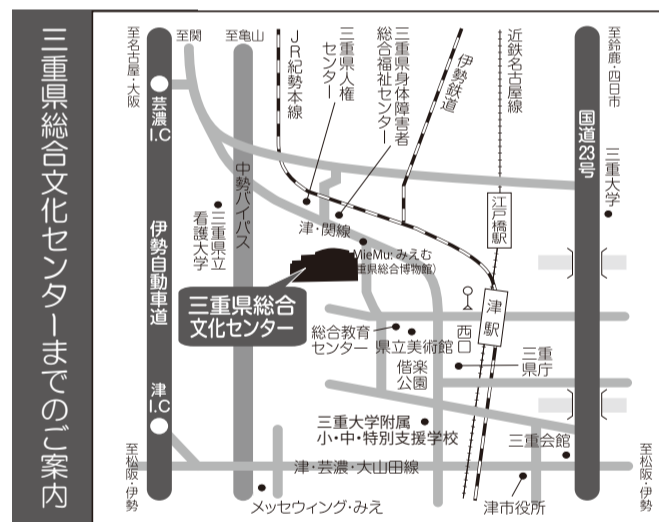 三重県総合文化センターまでのご案内
至名古屋・大阪
芸濃
I.C
伊勢自動車道
津
I.C
至松阪・伊勢
至関
至亀山
中勢バイパス
三重県立
看護大学
JR紀勢本線
三重県人権
センター
三重県身体障害者
総合福祉センター
伊勢鉄道
近鉄名古屋線
至鈴鹿・四日市
国道23号
三重大学
江戸橋駅
津・関線
MieMu:みえむ
重県総合博物館)
三重県総合
文化センター
総合教育
センター
県立美術館
西口
津駅
偕楽
公園
三重
県庁
三重大学附属
小・中・特別支援学校
三重会館
津・芸濃・大山田線
メッセウィング・みえ
津市役所
至松阪・伊勢